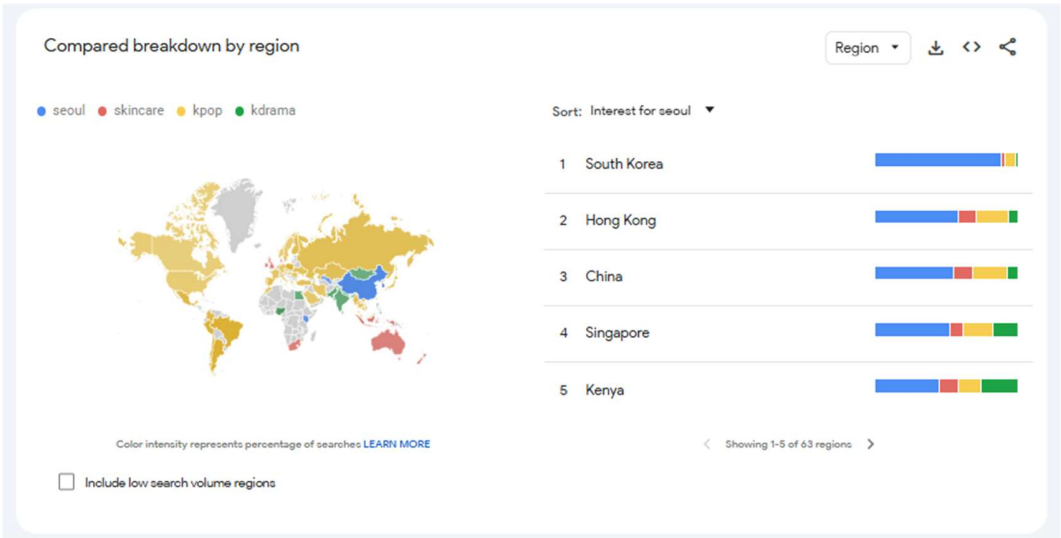 Compared breakdown by region
Region
seoul skincare kpop kdrama
Sort: Interest for seoul
1 South Korea
2 Hong Kong
3 China
4 Singapore
5 Kenya
Color intensity represents percentage of searches LEARN MORE
Showing 1-5 of 63 regions
Include low search volume regions